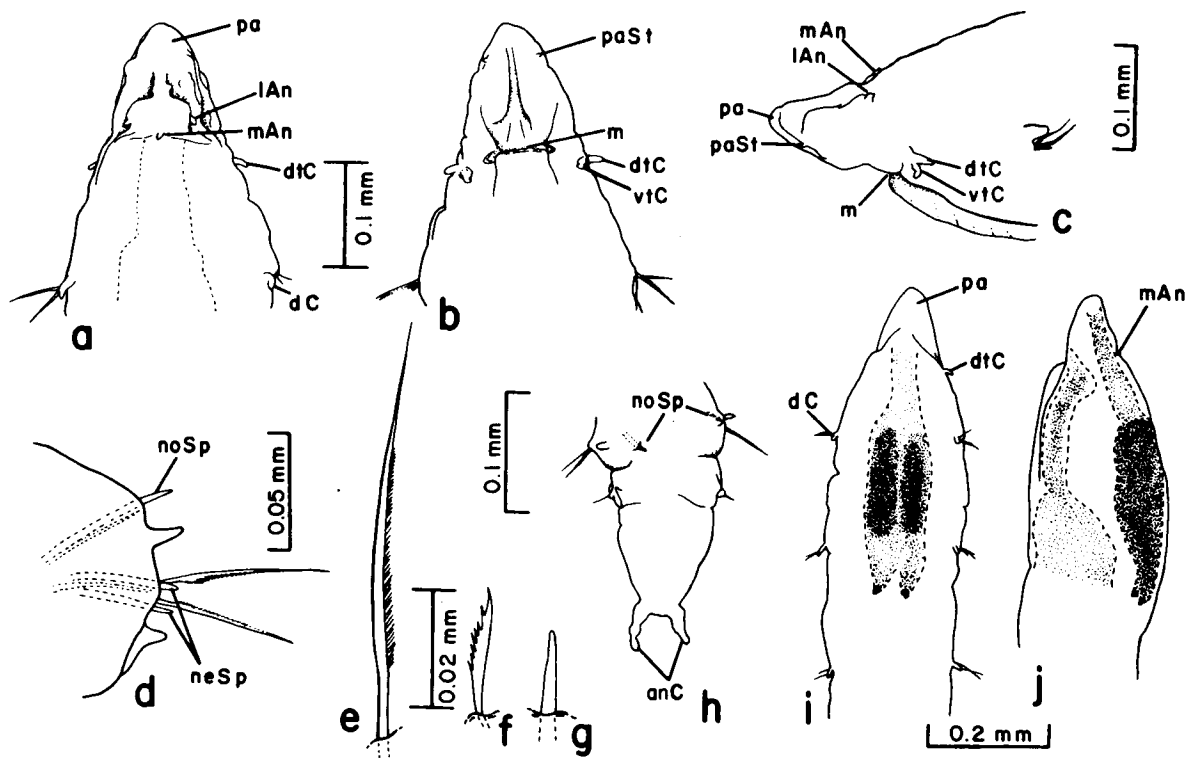 pa
lAn
mAn
dtC
0.1 mm
dC
a
paSt
m
dtC
vtC
b
mAn
lAn
pa
paSt
m
dtC
vtC
0.1 mm
c
noSp
0.05 mm
neSp
d
e
0.02 mm
f
g
0.1 mm
noSp
anC
h
pa
dtC
dC
i
mAn
j
0.2 mm